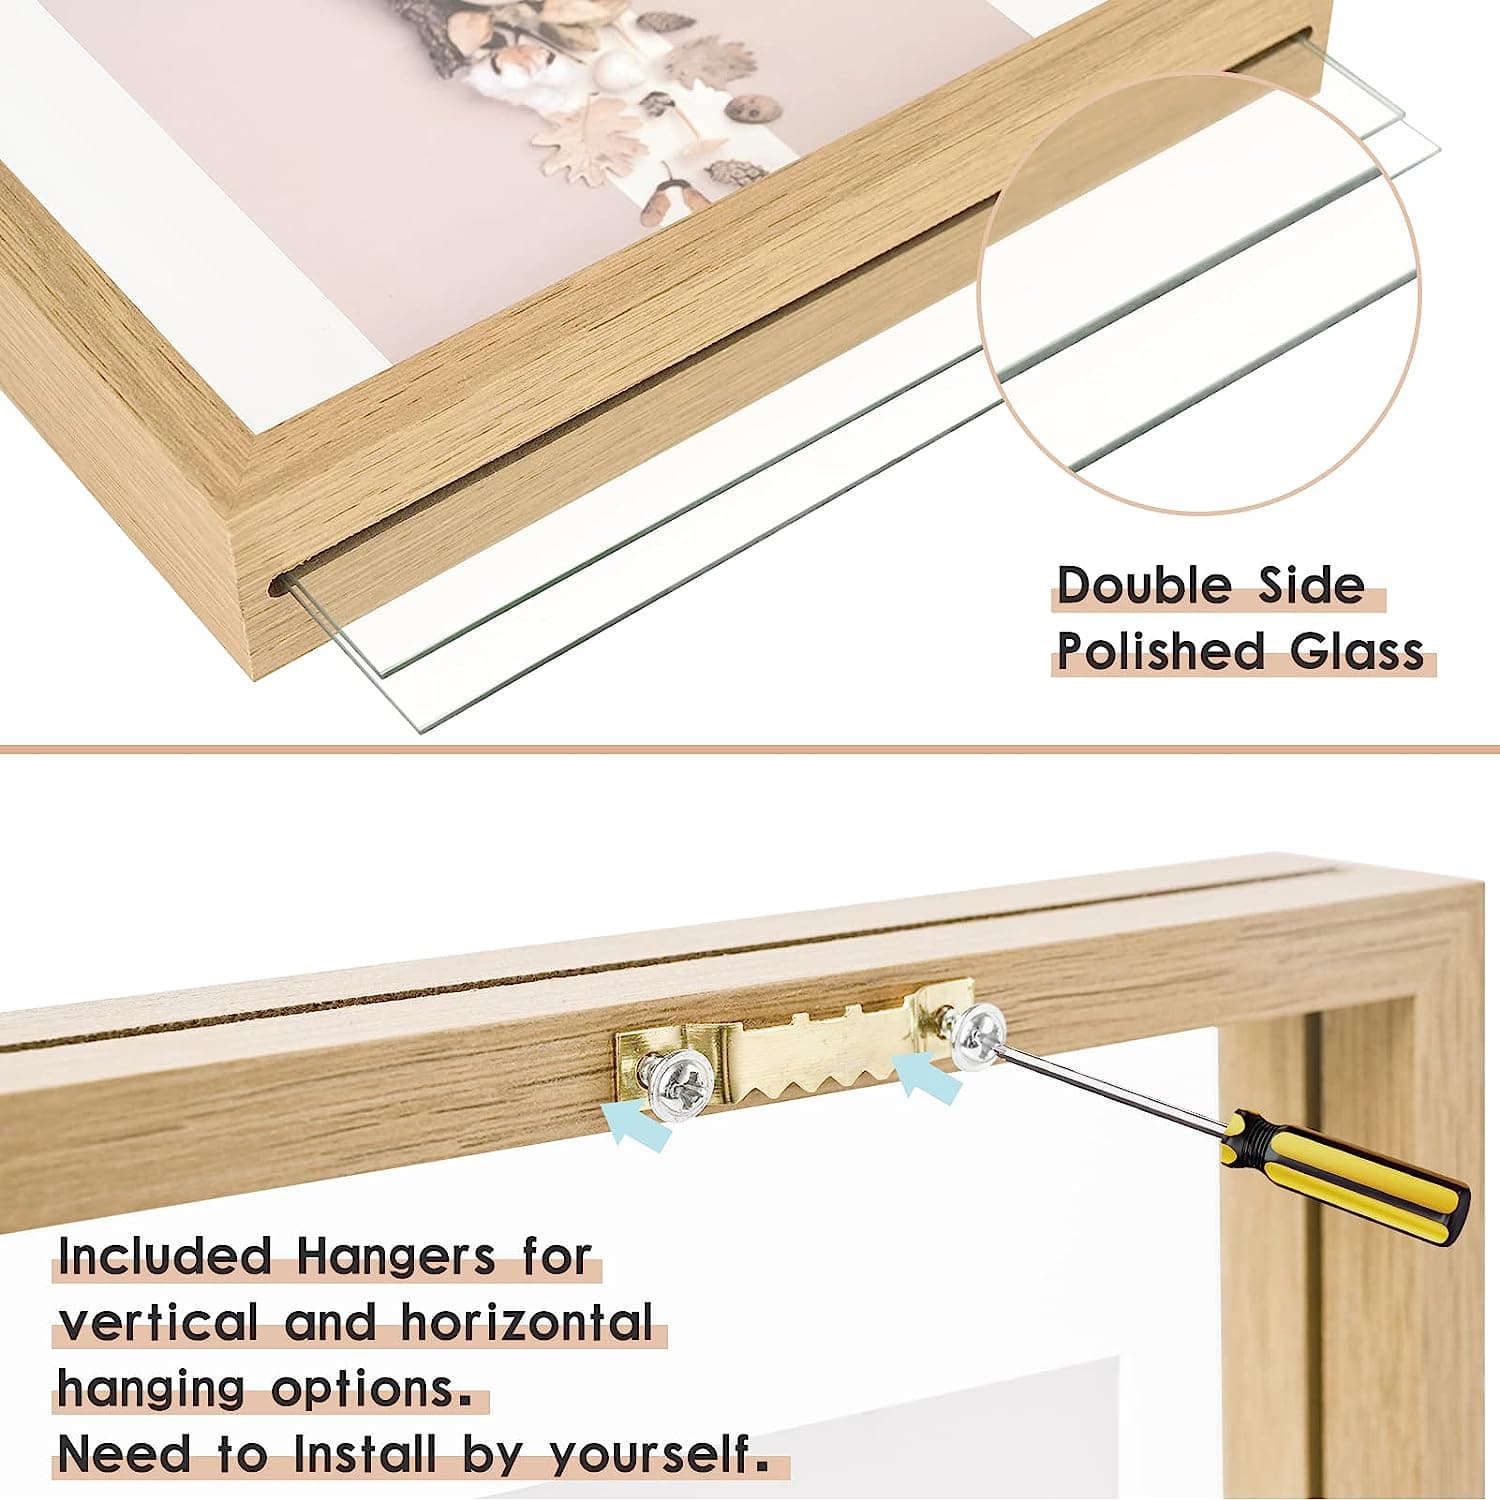 Double Side
Polished Glass
Included Hangers for
vertical and horizontal
hanging options.
Need to Install by yourself.